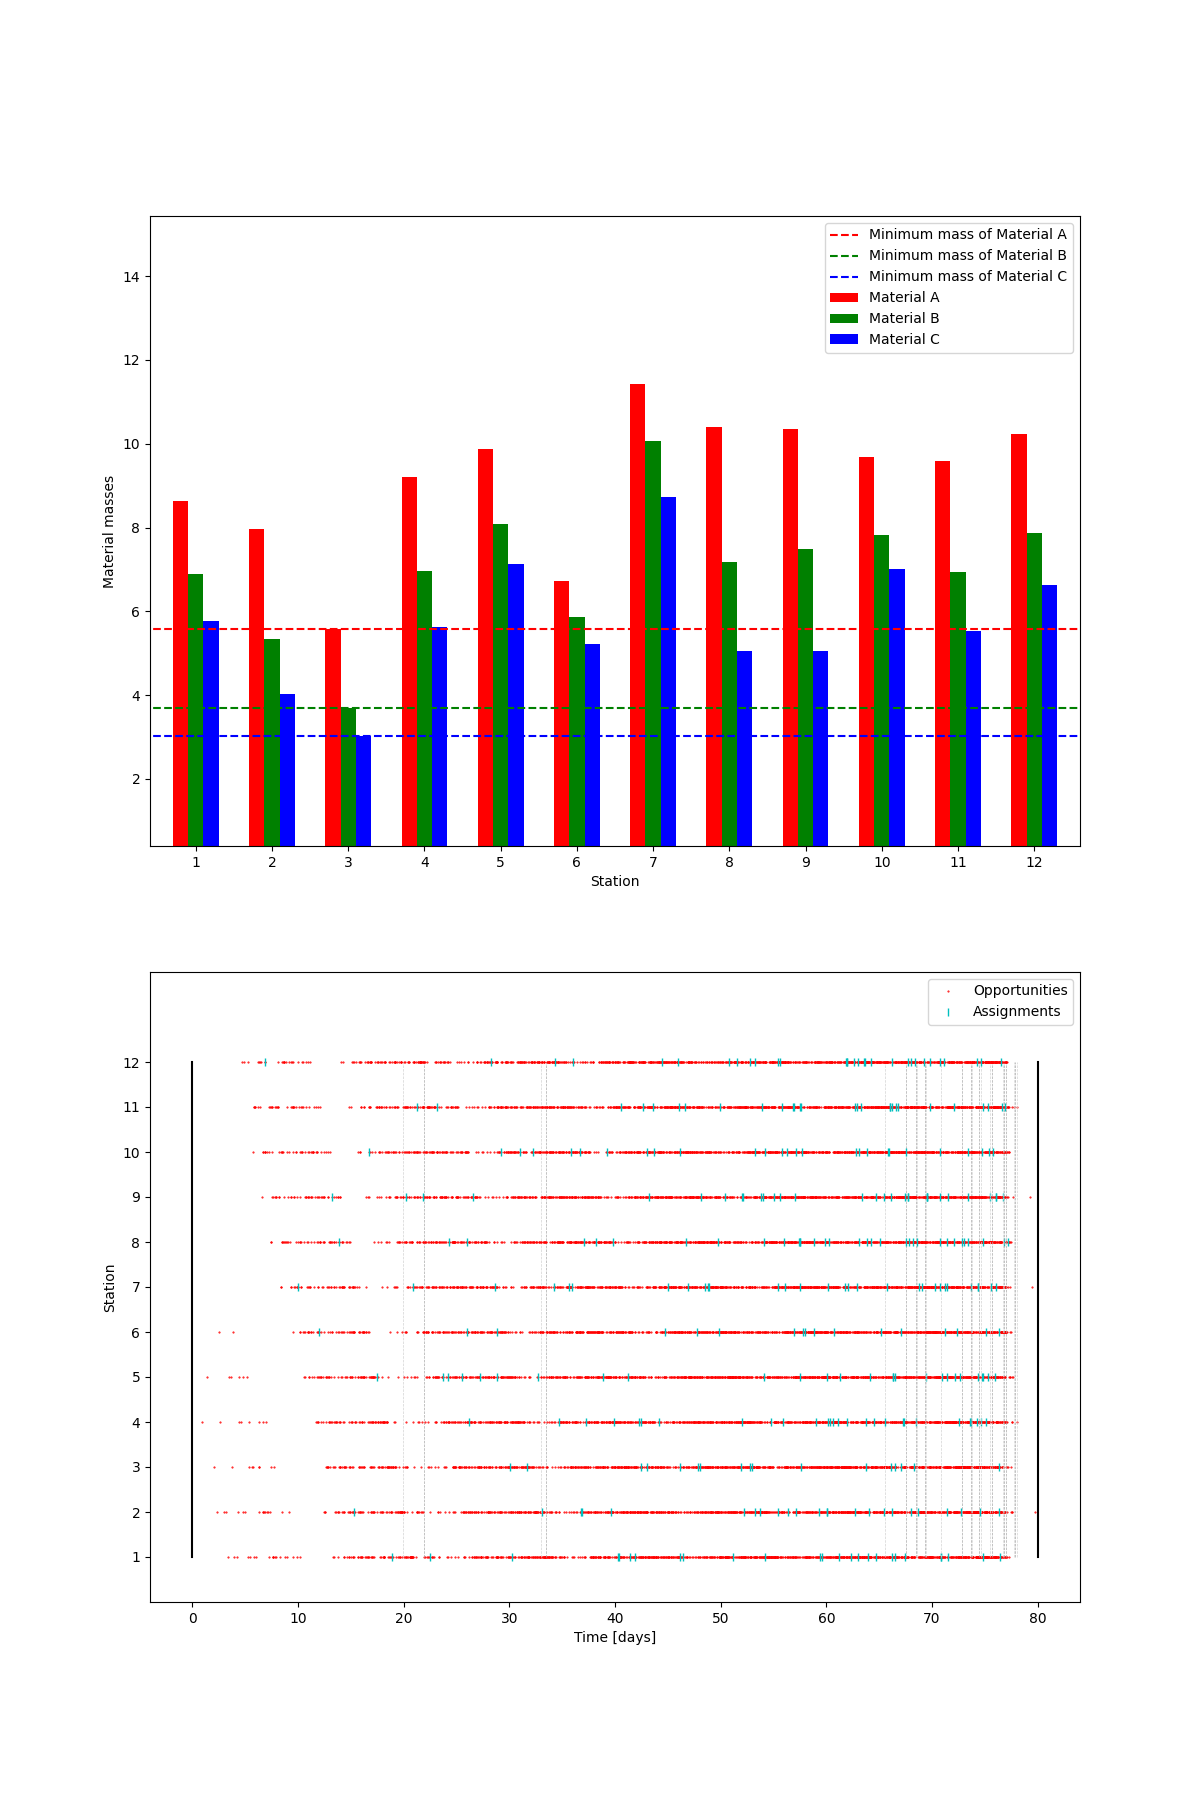 Minimum mass of Material A
Minimum mass of Material B
Minimum mass of Material C
Material A
Material B
Material C
14
12
10
8
6
4
2
Material masses
1 2 3 4 5 6 7 8 9 10 11 12
Station
Opportunities
Assignments
12
11
10
9
8
7
6
5
4
3
2
1
Station
0 10 20 30 40 50 60 70 80
Time [days]